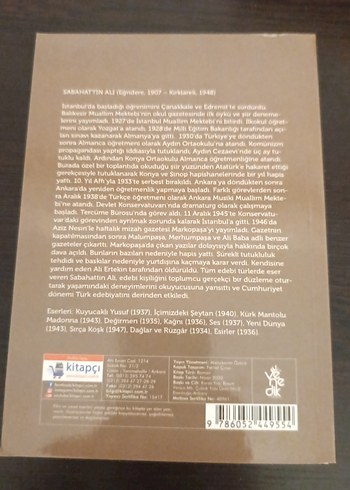 SABAHATTİN ALİ (Eğridere, 1907 - Kırklareli, 1948)
İstanbul'da başladığı öğrenimini Çanakkale ve Edremit'te sürdürdü.
Balıkesir Muallim Mektebi'nin okul gazetesinde ilk öykü ve şiir denemelerini yayımladı.
1927'de İstanbul Muallim Mektebi'ni bitirdi. İlkokul öğretmeni olarak Yozgat'a atandı.
1928'de Milli Eğitim Bakanlığı tarafından açılan sınavı kazanarak Almanya'ya gitti. 1930'da Türkiye'ye döndükten
sonra Almanca öğretmeni olarak Aydın Ortaokulu'na atandı. Komünizm
propagandası yaptığı iddiasıyla tutuklandı. Aydın Cezaevi'nde üç ay tutuklu
kaldı. Ardından Konya Ortaokulu Almanca öğretmenliğine atandı.
Burada özel bir toplantıda okuduğu şiir yüzünden Atatürk'e hakaret ettiği
gerekçesiyle tutuklanarak Konya ve Sinop hapishanelerinde bir yıl hapis
yattı. 10. Yıl Affı'yla 1933'te serbest bırakıldı. Ankara'ya döndükten sonra
Ankara'da yeniden öğretmenlik yapmaya başladı. Farklı görevlerden sonra
Aralık 1938'de Türkçe öğretmeni olarak Ankara Musiki Muallim Mektebi'ne
atandı. Devlet Konservatuvarı'nda dramaturg olarak çalışmaya
başladı. Tercüme Bürosu'nda görev aldı. 11 Aralık 1945'te Konservatuvar'daki
görevinden ayrılmak zorunda kalarak İstanbul'a gitti. 1946'da
Aziz Nesin'le haftalık mizah gazetesi Markopaşa'yı yayımladı. Gazetenin
kapatılmasından sonra Malumpaşa, Merhumpaşa ve Ali Baba adlı benzer
gazeteler çıkarttı. Markopaşa'da çıkan yazılar dolayısıyla hakkında birçok
dava açıldı. Bunların bazıları nedeniyle hapis yattı. Sürekli tutukluluk
tehdidi ve baskılar nedeniyle yurtdışına kaçmaya karar verdi. Kendisine
yardım eden Ali Ertekin tarafından öldürüldü. Tüm edebi türlerde eser
veren Sabahattin Ali, edebi kişiliğini toplumcu gerçekçi bir düzleme oturtarak
yaşamındaki deneyimlerini okuyucusuna yansıttı ve Cumhuriyet
dönemi Türk edebiyatını derinden etkiledi.
Eserleri: Kuyucaklı Yusuf (1937), İçimizdeki Şeytan (1940), Kürk Mantolu
Madonna (1943), Değirmen (1935), Kağnı (1936), Ses (1937), Yeni Dünya
(1943), Sırça Köşk (1947), Dağlar ve Rüzgâr (1934), Esirler (1936).
kitapçı
9 786052 449554